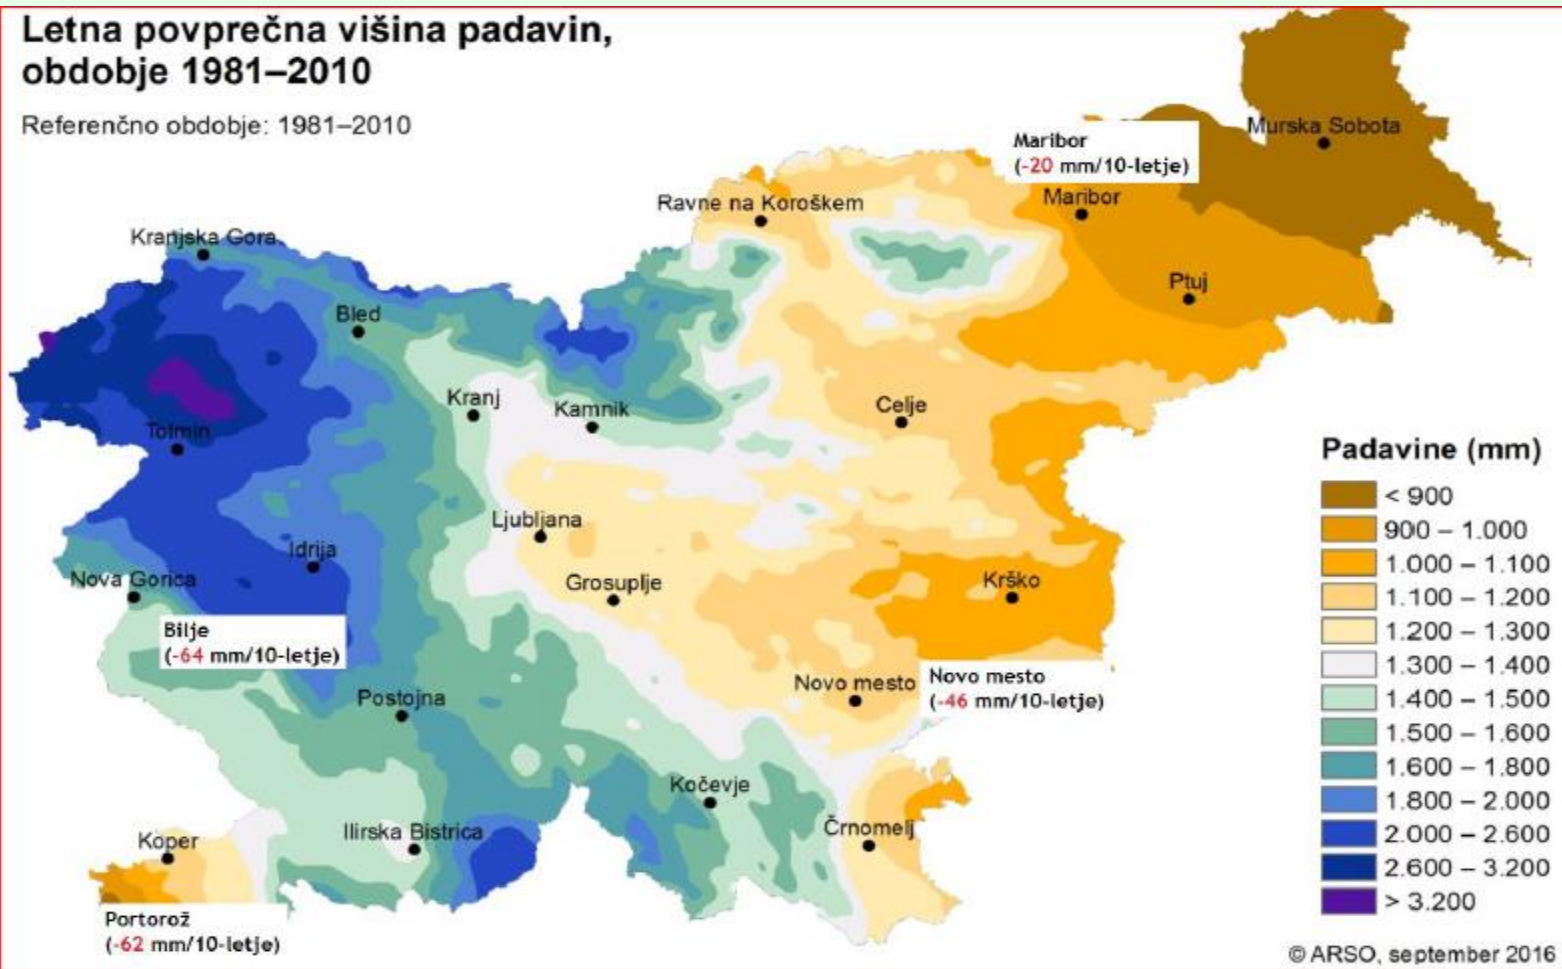 Letna povprečna višina padavin,
obdobje 1981–2010
Referenčno obdobje: 1981–2010
Murska Sobota
Maribor
(-20 mm/10-letje)
Maribor
Ravne na Koroškem
Kranjska Gora
Ptuj
Bled
Kranj
Kamnik
Celje
Tolmin
Ljubljana
Idrija
Nova Gorica
Grosuplje
Krško
Bilje
(-64 mm/10-letje)
Novo mesto
Novo mesto
(-46 mm/10-letje)
Postojna
Kočevje
Koper
Ilirska Bistrica
Črnomelj
Portorož
(-62 mm/10-letje)
Padavine (mm)
< 900
900 – 1.000
1.000 – 1.100
1.100 – 1.200
1.200 – 1.300
1.300 – 1.400
1.400 – 1.500
1.500 – 1.600
1.600 – 1.800
1.800 – 2.000
2.000 – 2.600
2.600 – 3.200
> 3.200
© ARSO, september 2016